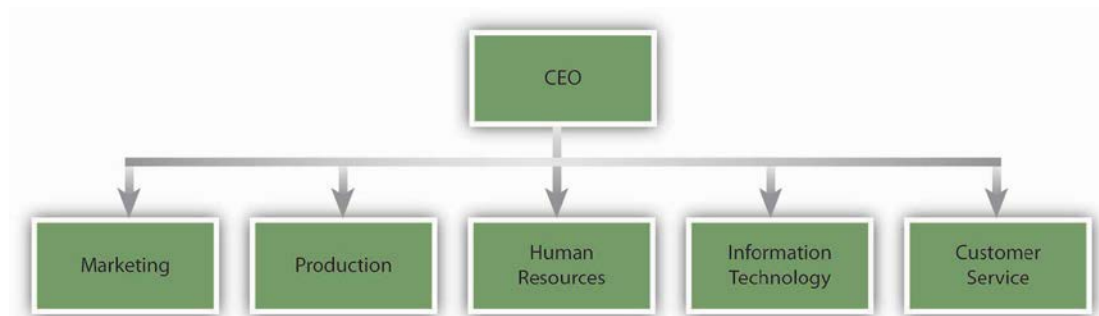 CEO
Marketing
Production
Human
Resources
Information
Technology
Customer
Service